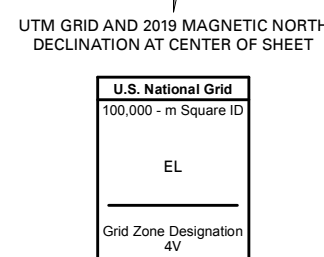 UTM GRID AND 2019 MAGNETIC NORTH
DECLINATION AT CENTER OF SHEET
U.S. National Grid
100,000 - m Square ID
EL
Grid Zone Designation
4V